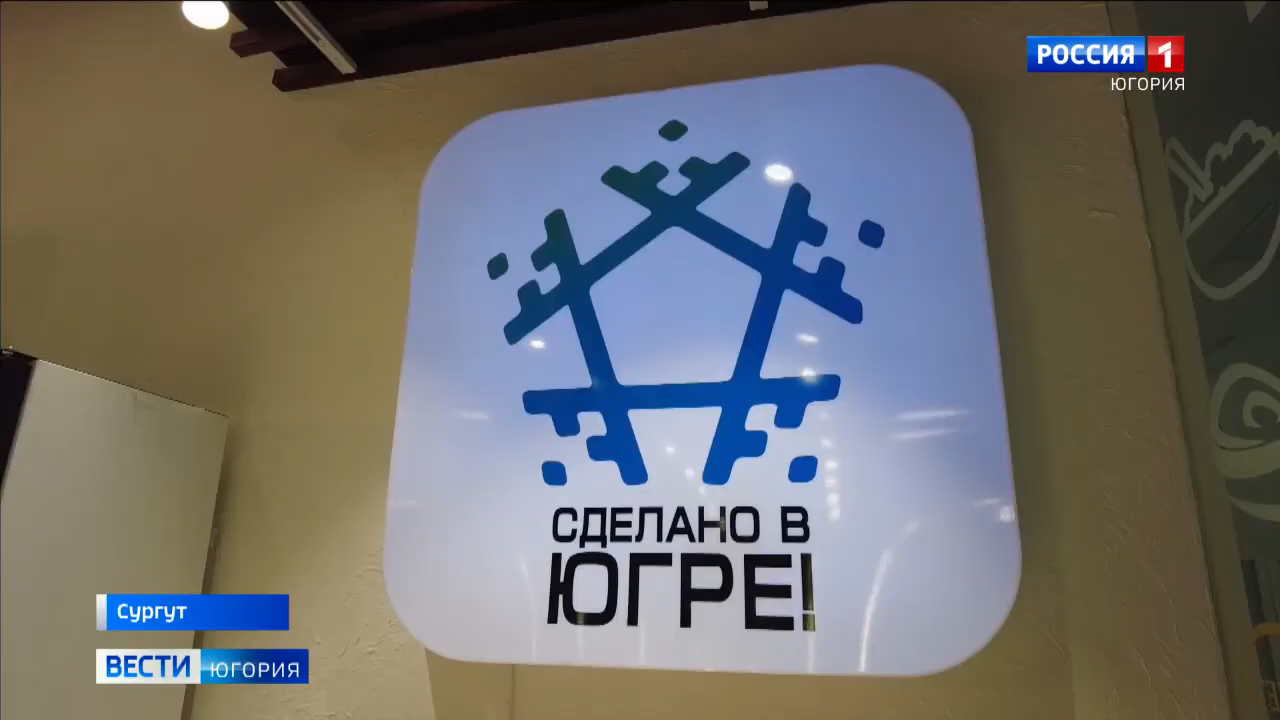 РОССИЯ 1
ЮГОРИЯ
СДЕЛАНО В
ЮГРЕ!
Сургут
ВЕСТИ ЮГОРИЯ